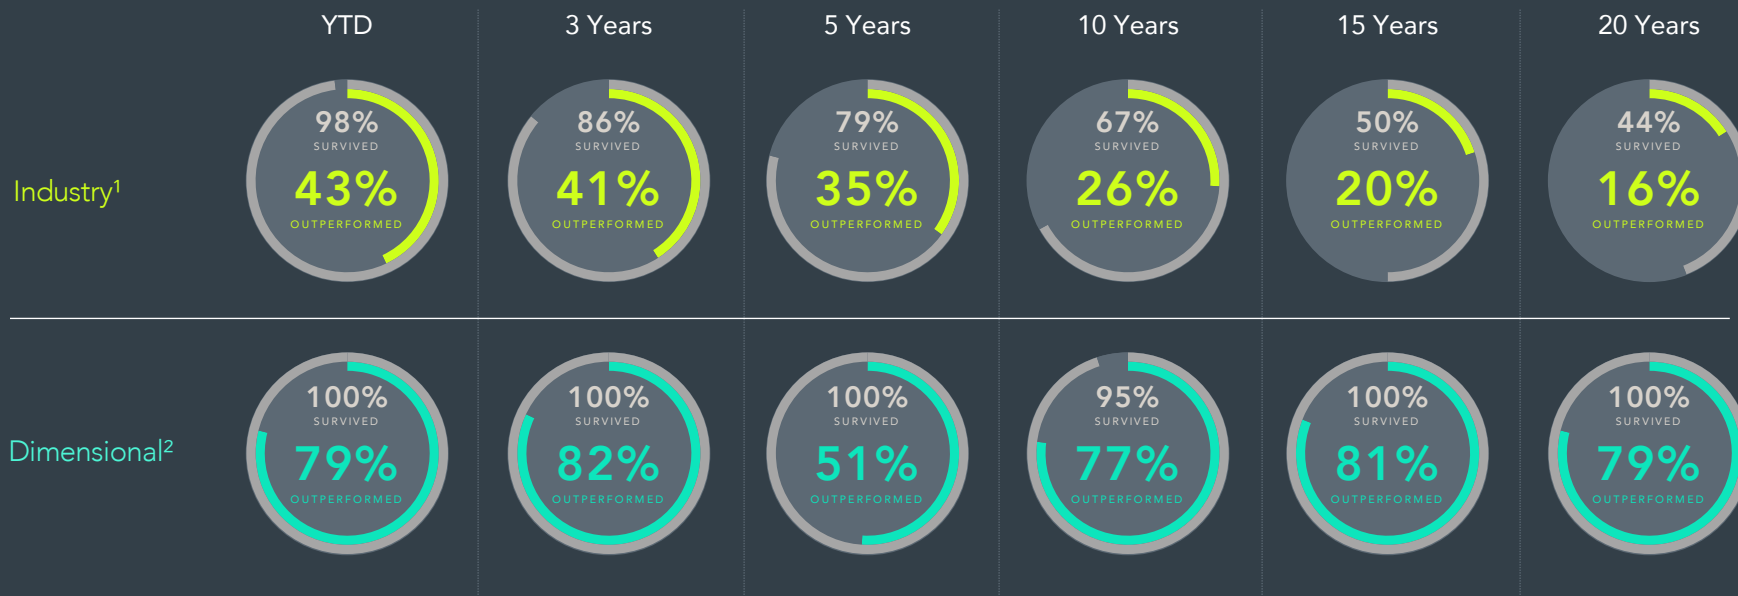 YTD 3 Years 5 Years 10 Years 15 Years 20 Years
98% 86% 79% 67% 50% 44%
SURVIVED SURVIVED SURVIVED SURVIVED SURVIVED SURVIVED
Industry¹ 43% 41% 35% 26% 20% 16%
OUTPERFORMED OUTPERFORMED OUTPERFORMED OUTPERFORMED OUTPERFORMED OUTPERFORMED
100% 100% 100% 95% 100% 100%
SURVIVED SURVIVED SURVIVED SURVIVED SURVIVED SURVIVED
Dimensional² 79% 82% 51% 77% 81% 79%
OUTPERFORMED OUTPERFORMED OUTPERFORMED OUTPERFORMED OUTPERFORMED OUTPERFORMED